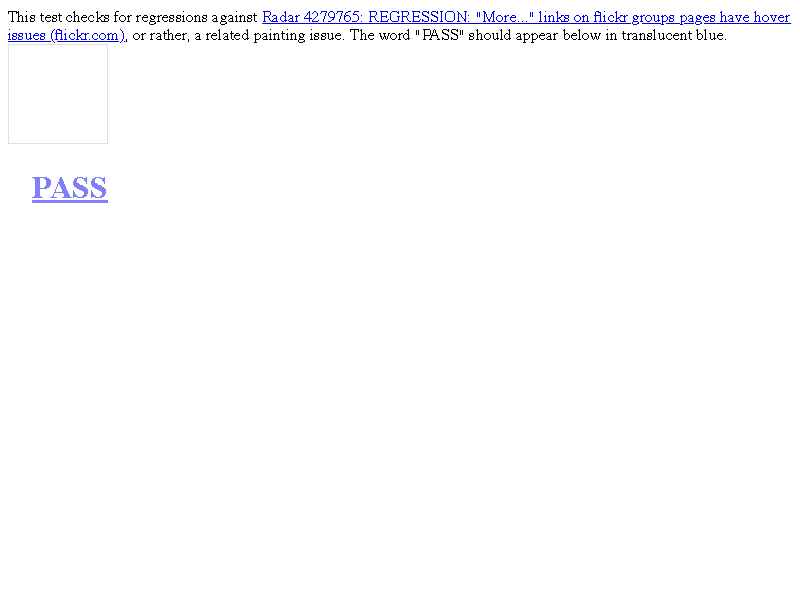 This test checks for regressions against Radar 4279765: REGRESSION: "More..." links on flickr groups pages have hover
issues (flickr.com), or rather, a related painting issue. The word "PASS" should appear below in translucent blue.
PASS